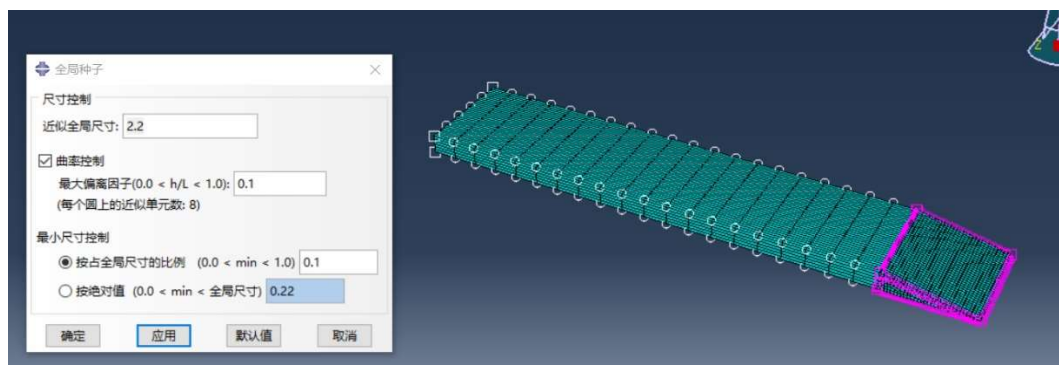 全局种子
尺寸控制
近似全局尺寸: 2.2
曲率控制
最大偏离因子(0.0 < h/L < 1.0): 0.1
(每个圆上的近似单元数: 8)
最小尺寸控制
按占全局尺寸的比例 (0.0 < min < 1.0) 0.1
按绝对值 (0.0 < min < 全局尺寸) 0.22
确定 应用 默认值 取消
Z